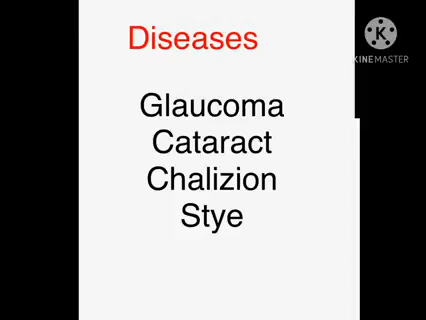 Diseases
KINEMASTER
Glaucoma
Cataract
Chalizion
Stye